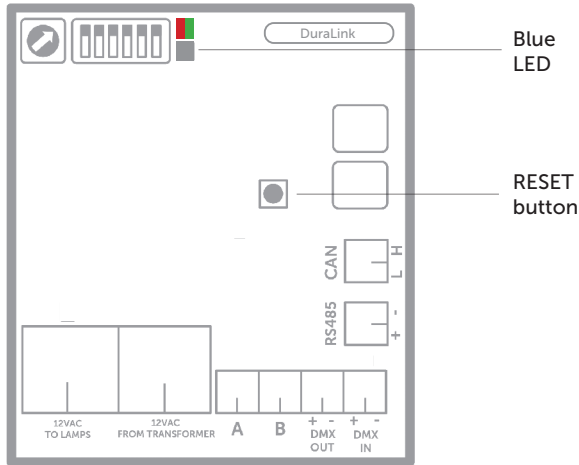 DuraLink
Blue
LED
RESET
button
CAN
H
L
RS485
-
+
12VAC
TO LAMPS
12VAC
FROM TRANSFORMER
A
B
+ -
DMX
OUT
+ -
DMX
IN